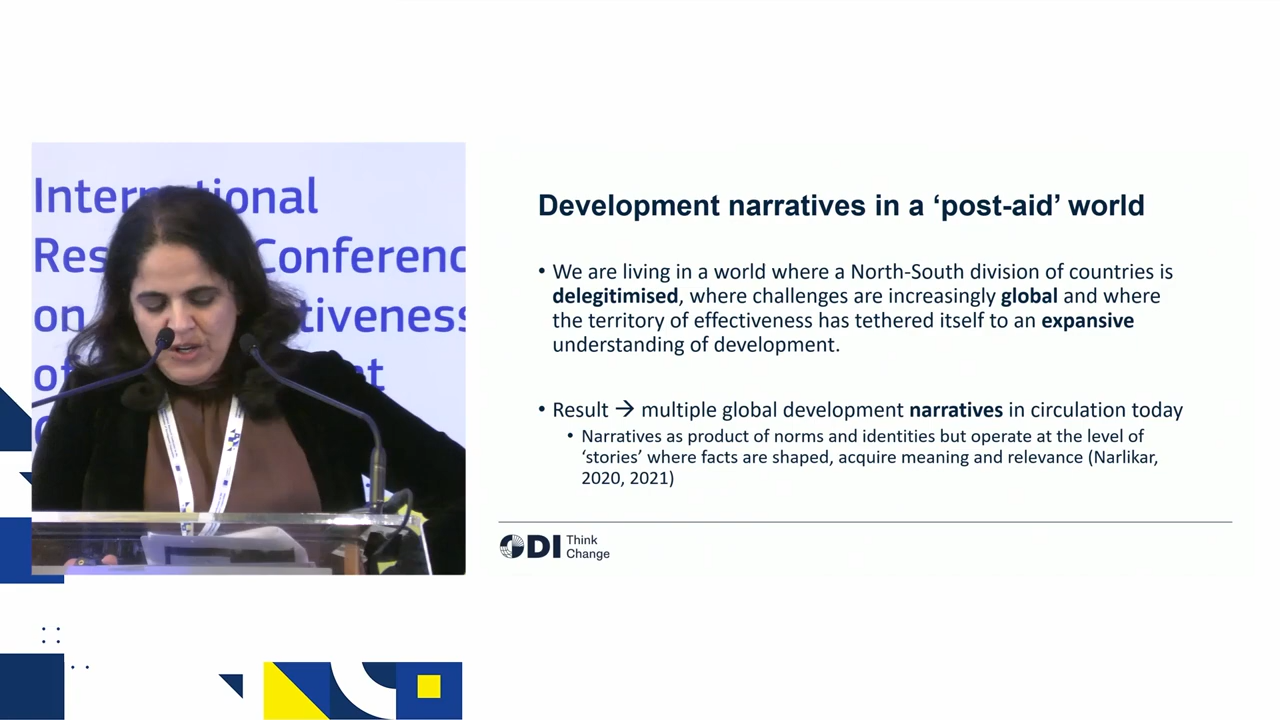 International
Conferenc
on
tiveness
of
Development narratives in a ‘post-aid’ world
• We are living in a world where a North-South division of countries is
delegitimised, where challenges are increasingly global and where
the territory of effectiveness has tethered itself to an expansive
understanding of development.
• Result → multiple global development narratives in circulation today
• Narratives as product of norms and identities but operate at the level of
‘stories’ where facts are shaped, acquire meaning and relevance (Narlikar,
2020, 2021)
ODI Think
Change